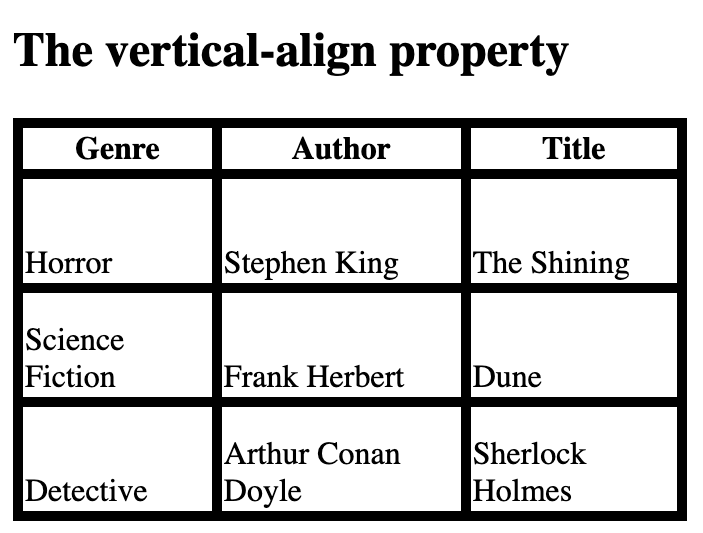 The vertical-align property
Genre Author Title
Horror Stephen King The Shining
Science
Fiction Frank Herbert Dune
Arthur Conan Sherlock
Detective Doyle Holmes